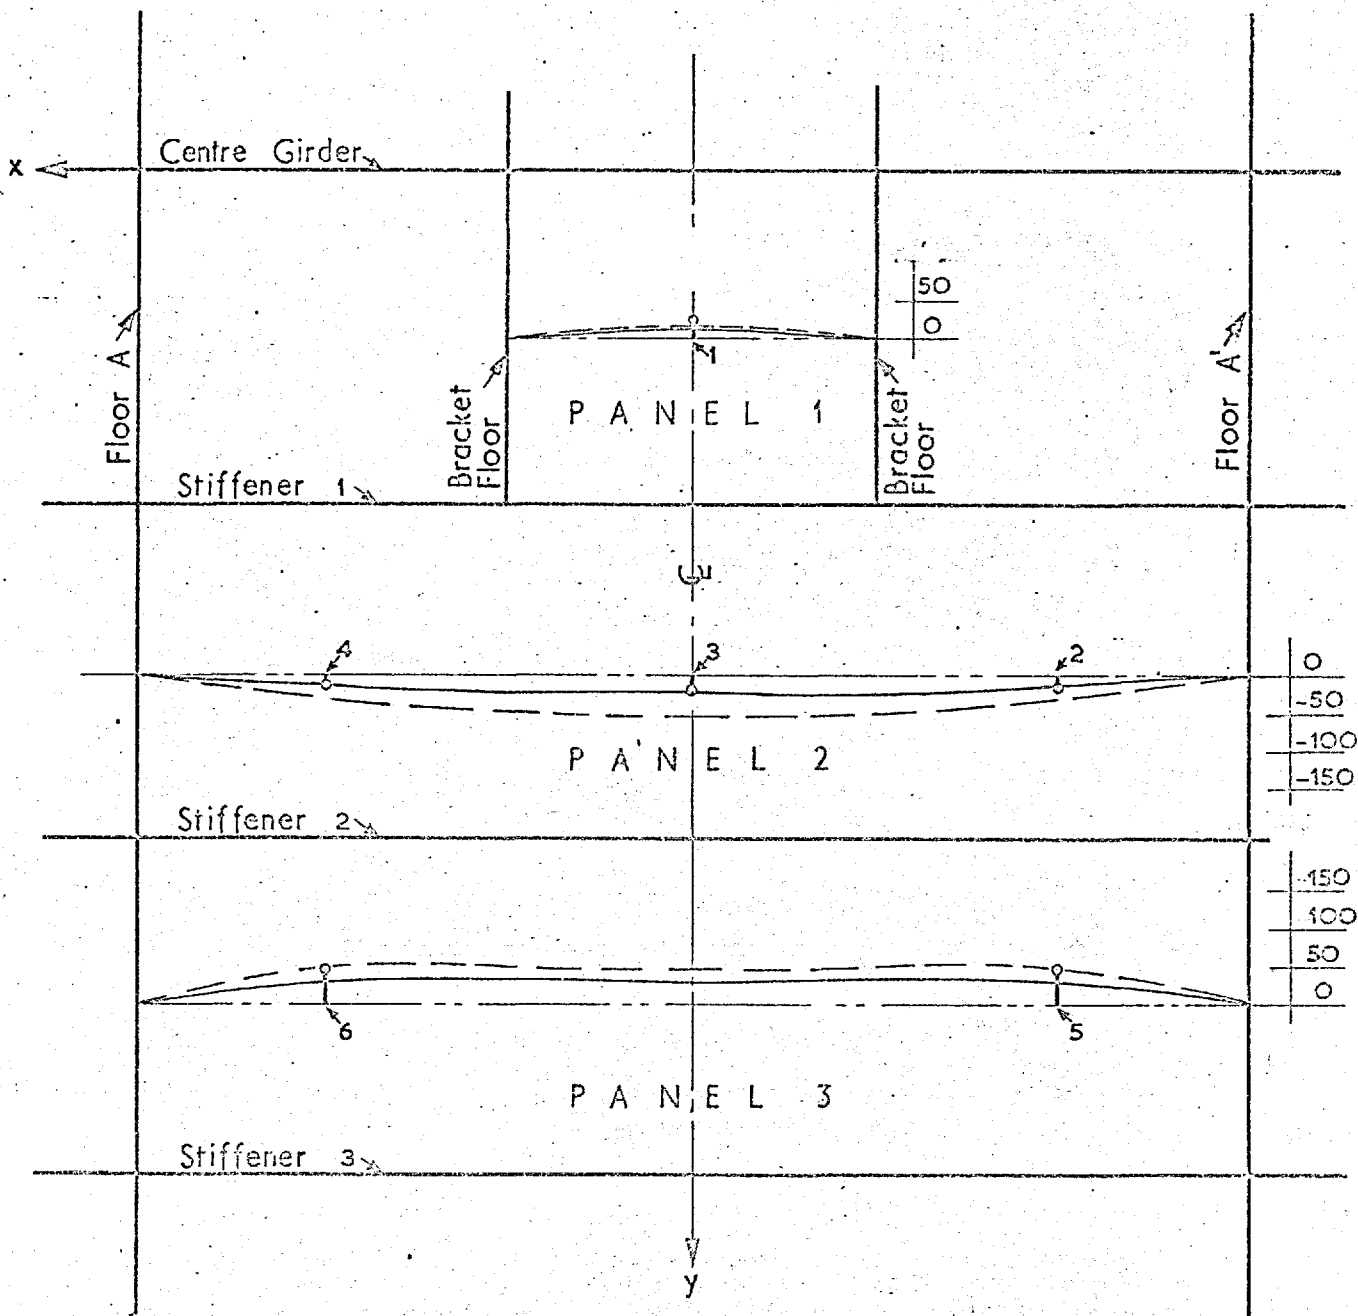 Centre Girder
x
50
0
1
Floor A
Bracket
Floor
PANEL 1
Bracket
Floor
Floor A'
Stiffener 1
4
3
2
0
-50
-100
-150
PANEL 2
Stiffener 2
150
100
50
0
6
5
PANEL 3
Stiffener 3
y